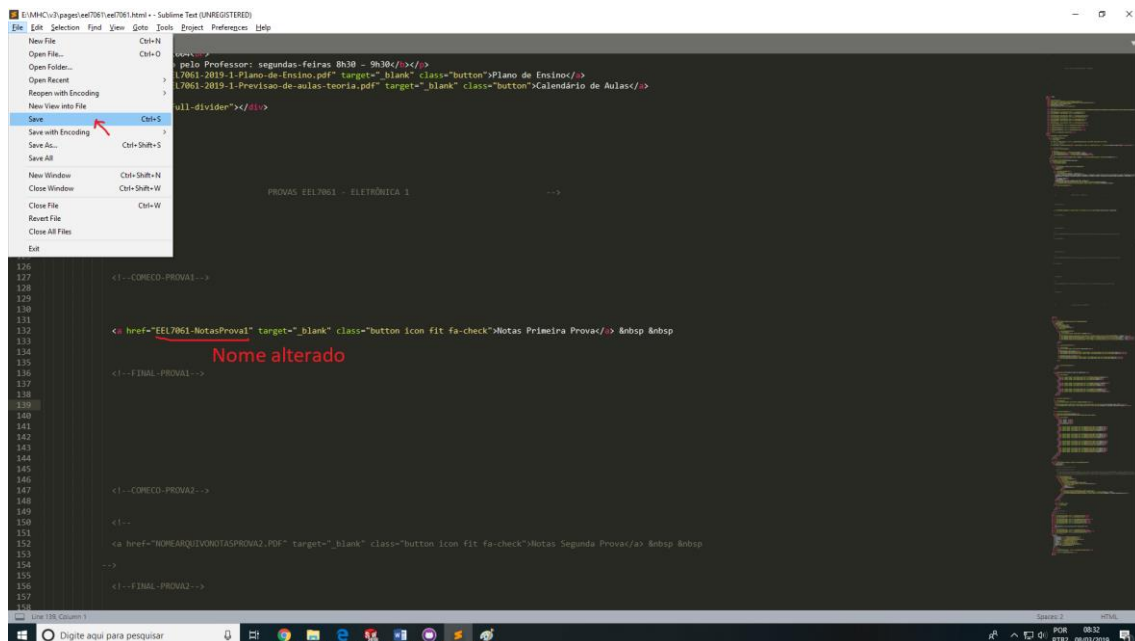 E:\MHC\v3\pages\eel7061\eel7061.html • - Sublime Text (UNREGISTERED)
File Edit Selection Find View Goto Tools Project Preferences Help
New File Ctrl+N
Open File... Ctrl+O
Open Folder...
Open Recent
Reopen with Encoding
New View into File
Save Ctrl+S
Save with Encoding
Save As... Ctrl+Shift+S
Save All
New Window Ctrl+Shift+N
Close Window Ctrl+Shift+W
Close File Ctrl+W
Revert File
Close All Files
Exit
pelo Professor: segundas-feiras 8h30 – 9h30</b></p>
L7061-2019-1-Plano-de-Ensino.pdf" target="_blank" class="button">Plano de Ensino</a>
L7061-2019-1-Previsao-de-aulas-teoria.pdf" target="_blank" class="button">Calendário de Aulas</a>
ull-divider"></div>
PROVAS EEL7061 - ELETRÔNICA 1 -->
126
127 <!--COMECO-PROVA1-->
128
129
130
131
132 <a href="EEL7061-NotasProva1" target="_blank" class="button icon fit fa-check">Notas Primeira Prova</a> &nbsp &nbsp
133
134
Nome alterado
135
136 <!--FINAL-PROVA1-->
137
138
139
140
141
142
143
144
145
146
147 <!--COMECO-PROVA2-->
148
149
150 <!--
151
152 <a href="NOMEARQUIVONOTASPROVA2.PDF" target="_blank" class="button icon fit fa-check">Notas Segunda Prova</a> &nbsp &nbsp
153
154 -->
155
156 <!--FINAL-PROVA2-->
157
158
Line 139, Column 1 Spaces: 2 HTML
Digite aqui para pesquisar
POR 08:32
PTB2 08/03/2019